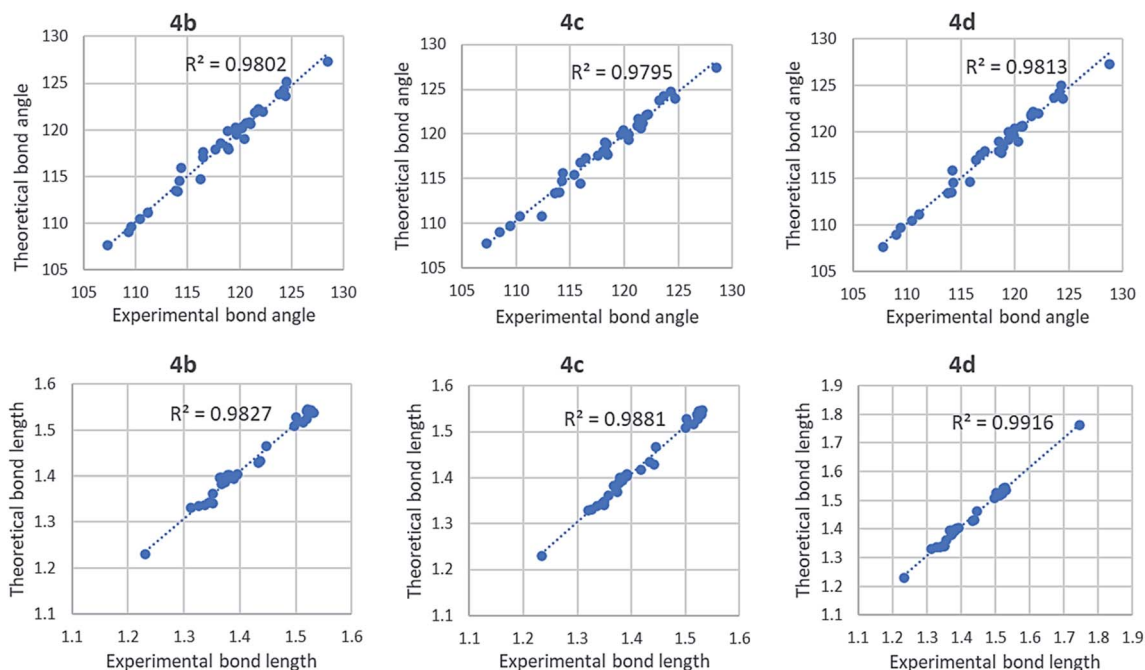 4b
R² = 0.9802
Theoretical bond angle
130
125
120
115
110
105
105 110 115 120 125 130
Experimental bond angle
4c
R² = 0.9795
Theoretical bond angle
130
125
120
115
110
105
105 110 115 120 125 130
Experimental bond angle
4d
R² = 0.9813
Theoretical bond angle
130
125
120
115
110
105
105 110 115 120 125 130
Experimental bond angle
4b
R² = 0.9827
Theoretical bond length
1.6
1.5
1.4
1.3
1.2
1.1
1.1 1.2 1.3 1.4 1.5 1.6
Experimental bond length
4c
R² = 0.9881
Theoretical bond length
1.6
1.5
1.4
1.3
1.2
1.1
1.1 1.2 1.3 1.4 1.5 1.6
Experimental bond length
4d
R² = 0.9916
Theoretical bond length
1.9
1.8
1.7
1.6
1.5
1.4
1.3
1.2
1.1
1.1 1.2 1.3 1.4 1.5 1.6 1.7 1.8 1.9
Experimental bond length